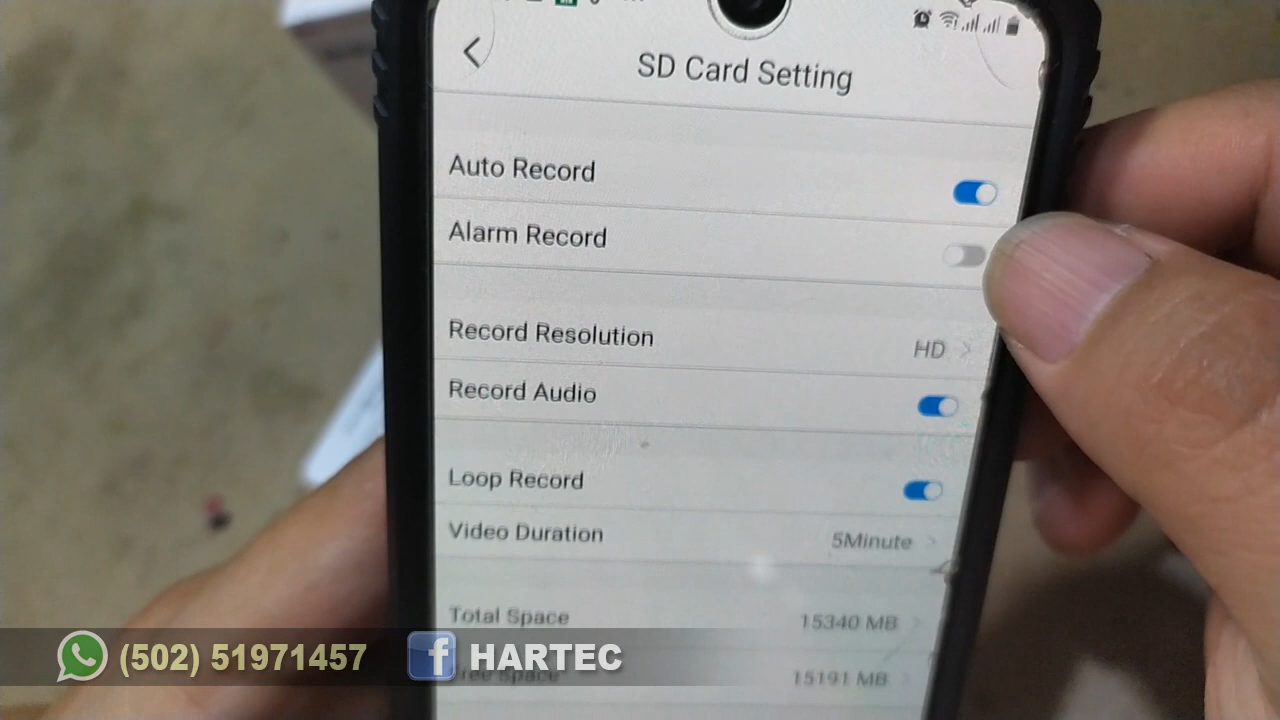 SD Card Setting
Auto Record
Alarm Record
Record Resolution HD
Record Audio
Loop Record
Video Duration 5Minute
Total Space 15340 MB
Free Space 15191 MB
(502) 51971457 f HARTEC